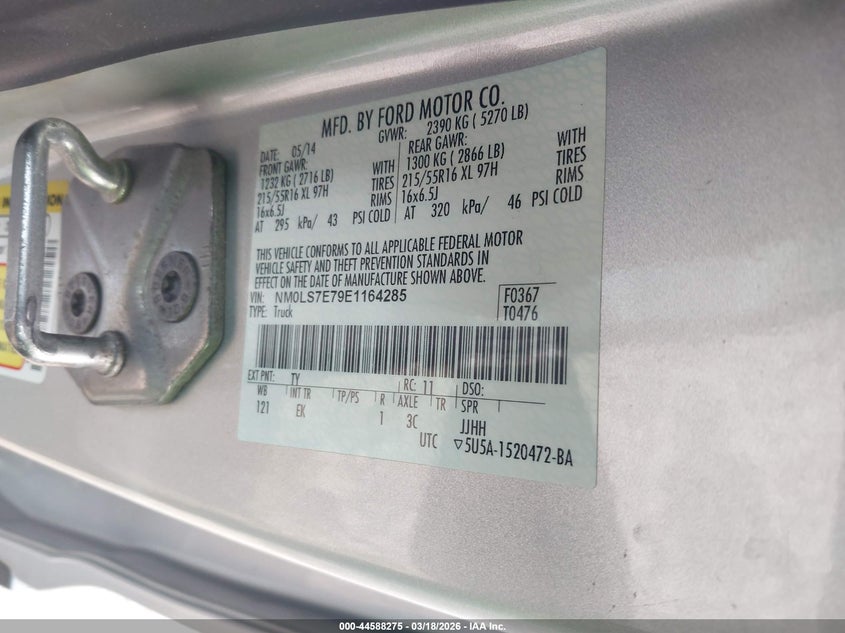 MFD. BY FORD MOTOR CO.
DATE: 05/14 GVWR: 2390 KG ( 5270 LB)
FRONT GAWR: REAR GAWR:
1232 KG ( 2716 LB) WITH 1300 KG ( 2866 LB) WITH
215/55R16 XL 97H TIRES 215/55R16 XL 97H TIRES
16x6.5J RIMS 16x6.5J RIMS
AT 295 kPa/ 43 PSI COLD AT 320 kPa/ 46 PSI COLD
THIS VEHICLE CONFORMS TO ALL APPLICABLE FEDERAL MOTOR
VEHICLE SAFETY AND THEFT PREVENTION STANDARDS IN
EFFECT ON THE DATE OF MANUFACTURE SHOWN ABOVE.
VIN: NM0LS7E79E1164285 F0367
TYPE: Truck T0476
EXT PNT: TY RC: 11 DSO:
WB INT TR TP/PS R AXLE TR SPR
121 EK 1 3C JJHH
UTC ▽5U5A-1520472-BA
000-44588275 - 03/18/2026 - IAA Inc.